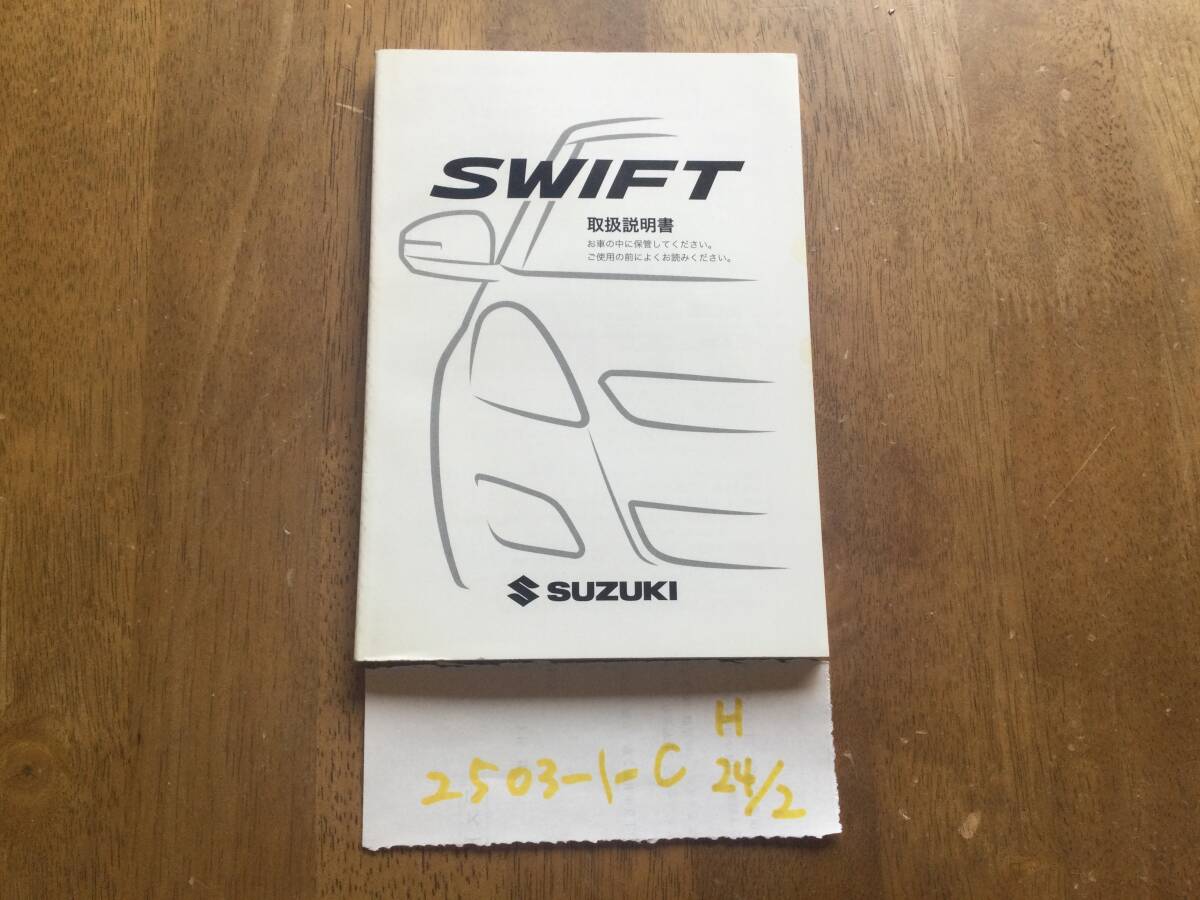 SWIFT
取扱説明書
お車の中に保管してください。
ご使用の前によくお読みください。
SUZUKI
H
2503-1-C 24/2